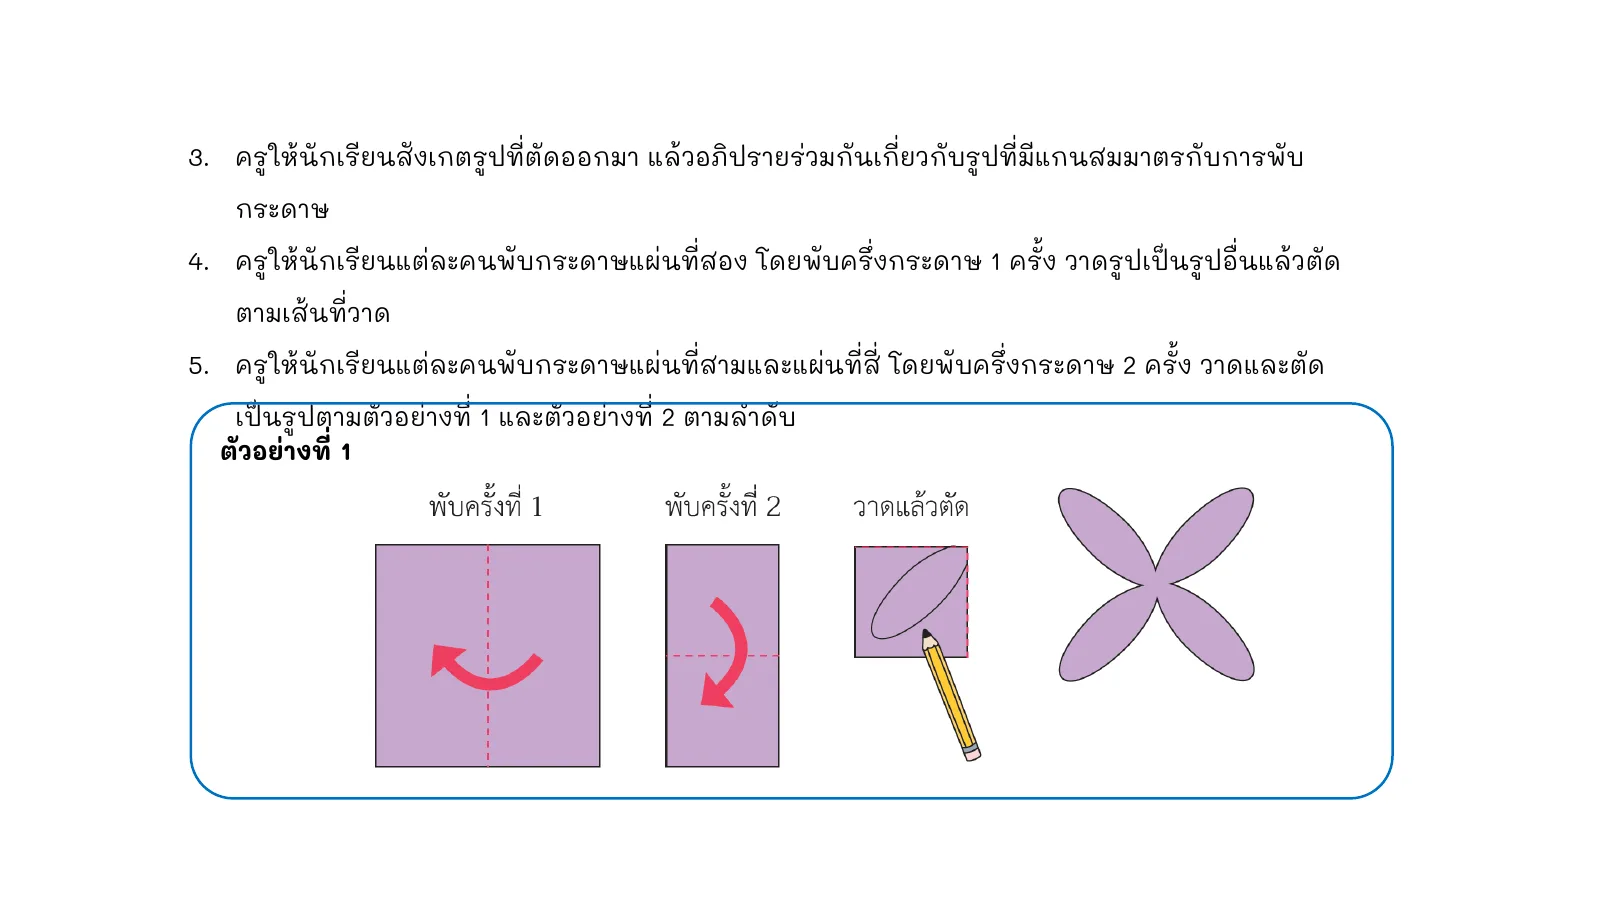 3. ครูให้นักเรียนสังเกตรูปที่ตัดออกมา แล้วอภิปรายร่วมกันเกี่ยวกับรูปที่มีแกนสมมาตรกับการพับ
กระดาษ
4. ครูให้นักเรียนแต่ละคนพับกระดาษแผ่นที่สอง โดยพับครึ่งกระดาษ 1 ครั้ง วาดรูปเป็นรูปอื่นแล้วตัด
ตามเส้นที่วาด
5. ครูให้นักเรียนแต่ละคนพับกระดาษแผ่นที่สามและแผ่นที่สี่ โดยพับครึ่งกระดาษ 2 ครั้ง วาดและตัด
เป็นรูปตามตัวอย่างที่ 1 และตัวอย่างที่ 2 ตามลำดับ
ตัวอย่างที่ 1
พับครั้งที่ 1
พับครั้งที่ 2
วาดแล้วตัด